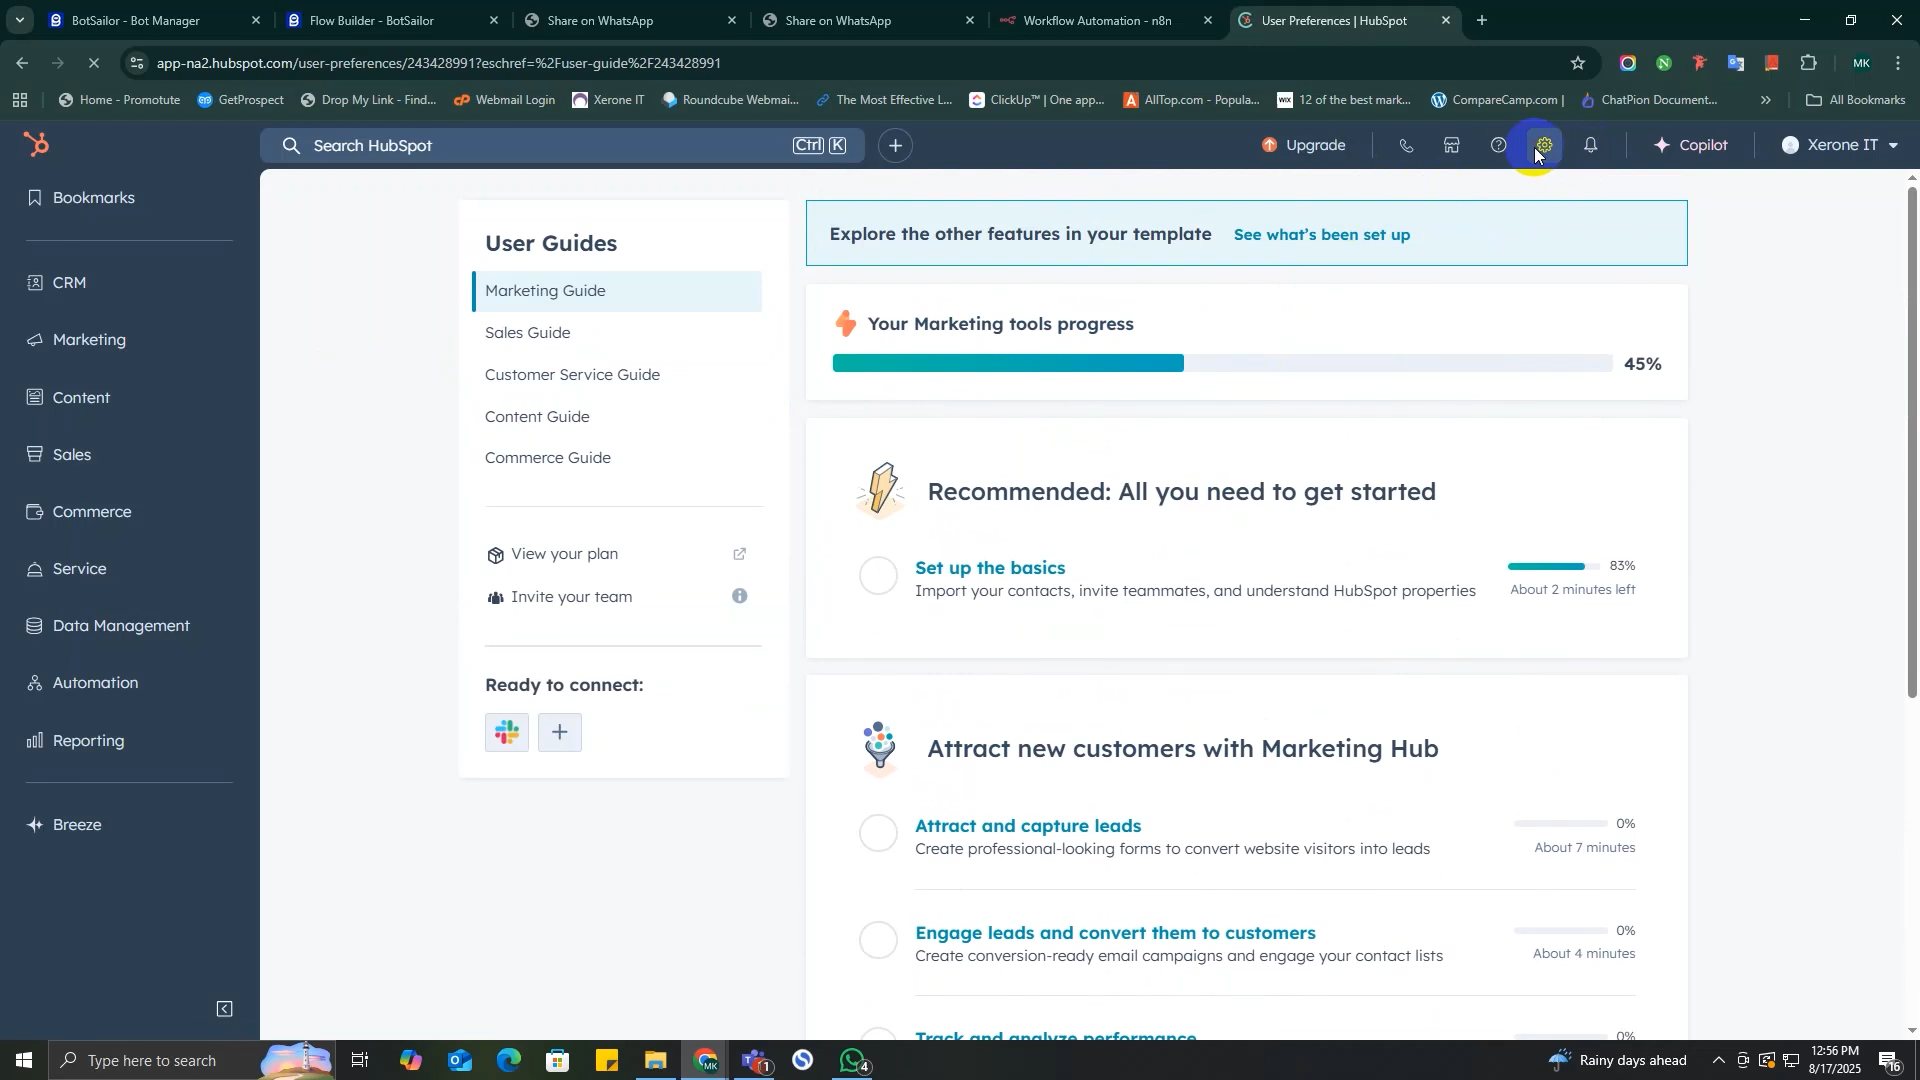 BotSailor - Bot Manager
Flow Builder - BotSailor
Share on WhatsApp
Share on WhatsApp
Workflow Automation - n8n
User Preferences | HubSpot
app-na2.hubspot.com/user-preferences/243428991?eschref=%2Fuser-guide%2F243428991
MK
Home - Promotute
GetProspect
Drop My Link - Find...
Webmail Login
Xerone IT
Roundcube Webmai...
The Most Effective L...
ClickUp™ | One app...
AllTop.com - Popula...
12 of the best mark...
CompareCamp.com |
ChatPion Document...
All Bookmarks
Search HubSpot
Ctrl K
Upgrade
Copilot
Xerone IT
Bookmarks
CRM
Marketing
Content
Sales
Commerce
Service
Data Management
Automation
Reporting
Breeze
User Guides
Marketing Guide
Sales Guide
Customer Service Guide
Content Guide
Commerce Guide
View your plan
Invite your team
Ready to connect:
Explore the other features in your template
See what's been set up
Your Marketing tools progress
45%
Recommended: All you need to get started
Set up the basics
83%
Import your contacts, invite teammates, and understand HubSpot properties
About 2 minutes left
Attract new customers with Marketing Hub
Attract and capture leads
0%
Create professional-looking forms to convert website visitors into leads
About 7 minutes
Engage leads and convert them to customers
0%
Create conversion-ready email campaigns and engage your contact lists
About 4 minutes
Track and analyze performance
0%
Type here to search
MK
1
4
Rainy days ahead
12:56 PM
8/17/2025
16